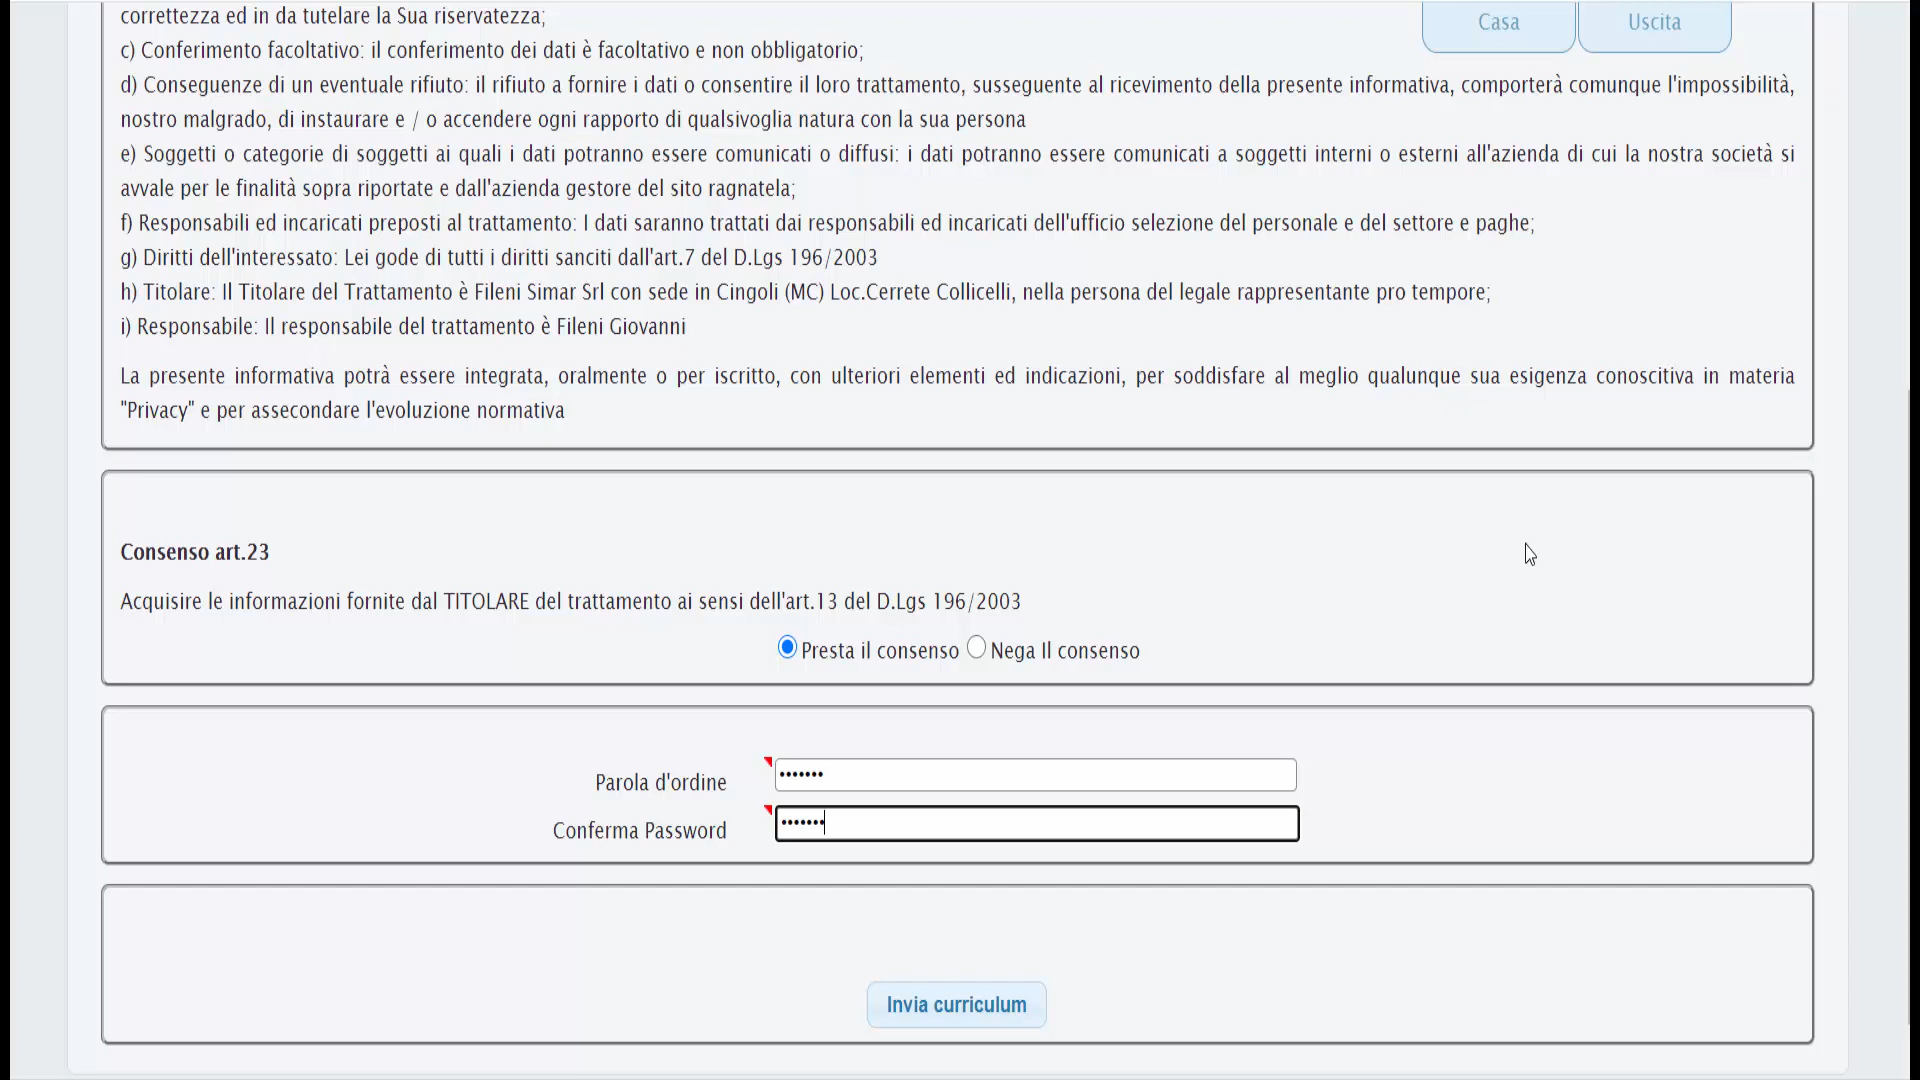 correttezza ed in da tutelare la Sua riservatezza;
Casa
Uscita
c) Conferimento facoltativo: il conferimento dei dati è facoltativo e non obbligatorio;
d) Conseguenze di un eventuale rifiuto: il rifiuto a fornire i dati o consentire il loro trattamento, susseguente al ricevimento della presente informativa, comporterà comunque l'impossibilità,
nostro malgrado, di instaurare e / o accendere ogni rapporto di qualsivoglia natura con la sua persona
e) Soggetti o categorie di soggetti ai quali i dati potranno essere comunicati o diffusi: i dati potranno essere comunicati a soggetti interni o esterni all'azienda di cui la nostra società si
avvale per le finalità sopra riportate e dall'azienda gestore del sito ragnatela;
f) Responsabili ed incaricati preposti al trattamento: I dati saranno trattati dai responsabili ed incaricati dell'ufficio selezione del personale e del settore e paghe;
g) Diritti dell'interessato: Lei gode di tutti i diritti sanciti dall'art.7 del D.Lgs 196/2003
h) Titolare: Il Titolare del Trattamento è Fileni Simar Srl con sede in Cingoli (MC) Loc.Cerrete Collicelli, nella persona del legale rappresentante pro tempore;
i) Responsabile: Il responsabile del trattamento è Fileni Giovanni
La presente informativa potrà essere integrata, oralmente o per iscritto, con ulteriori elementi ed indicazioni, per soddisfare al meglio qualunque sua esigenza conoscitiva in materia
"Privacy" e per assecondare l'evoluzione normativa
Consenso art.23
Acquisire le informazioni fornite dal TITOLARE del trattamento ai sensi dell'art.13 del D.Lgs 196/2003
Presta il consenso Nega Il consenso
Parola d'ordine •••••••
Conferma Password •••••••
Invia curriculum